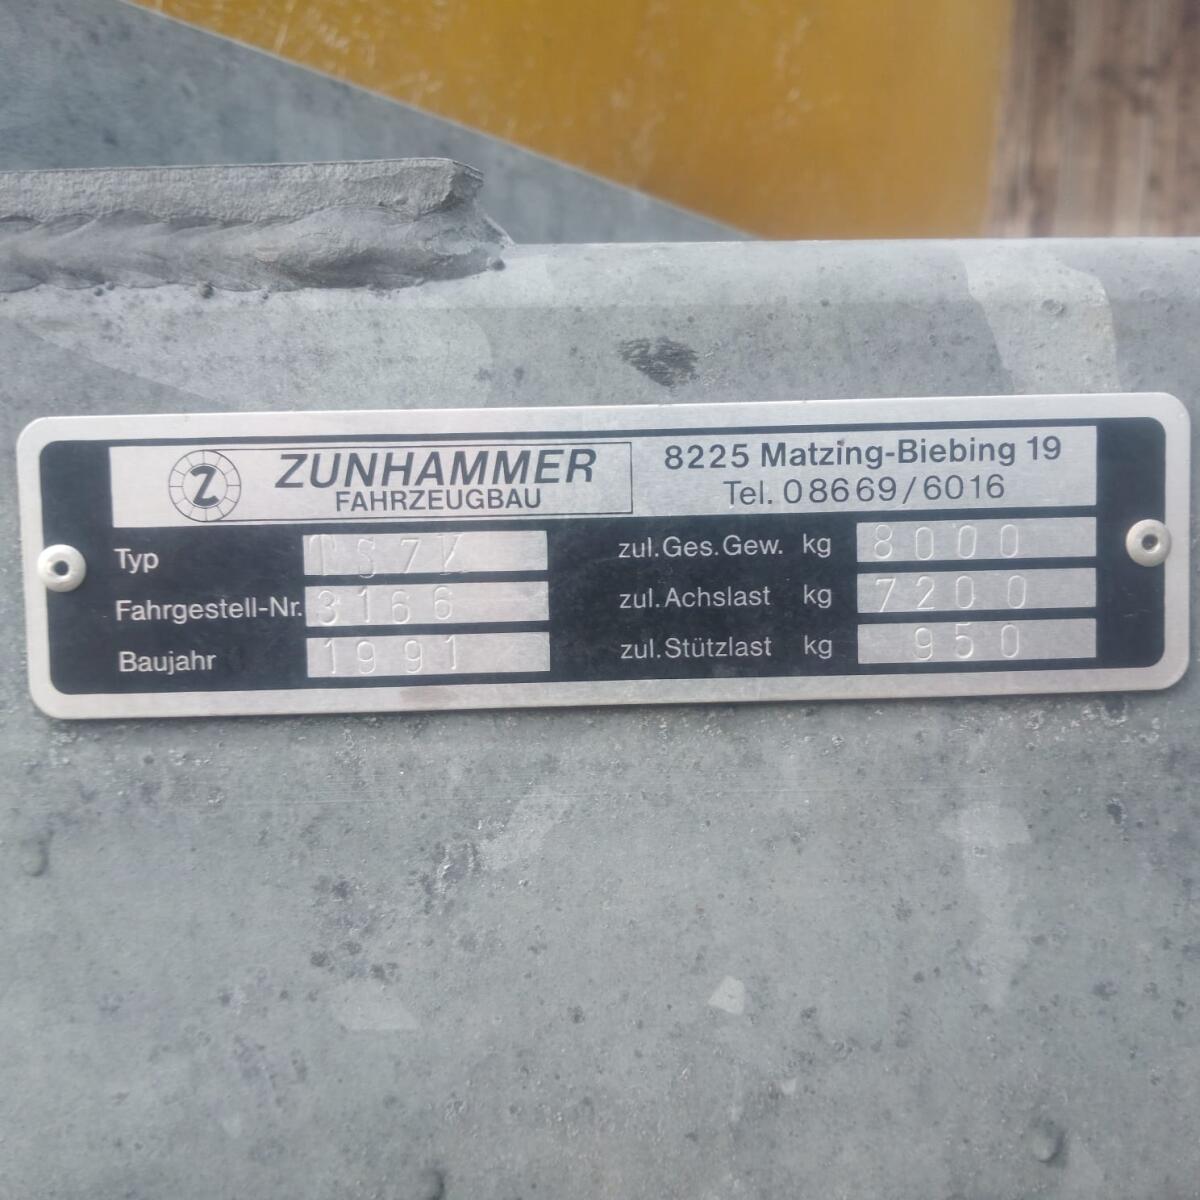 Z
ZUNHAMMER
FAHRZEUGBAU
8225 Matzing-Biebing 19
Tel. 08669/6016
Typ TS7K
Fahrgestell-Nr. 3166
Baujahr 1991
zul.Ges.Gew. kg 8000
zul.Achslast kg 7200
zul.Stützlast kg 950